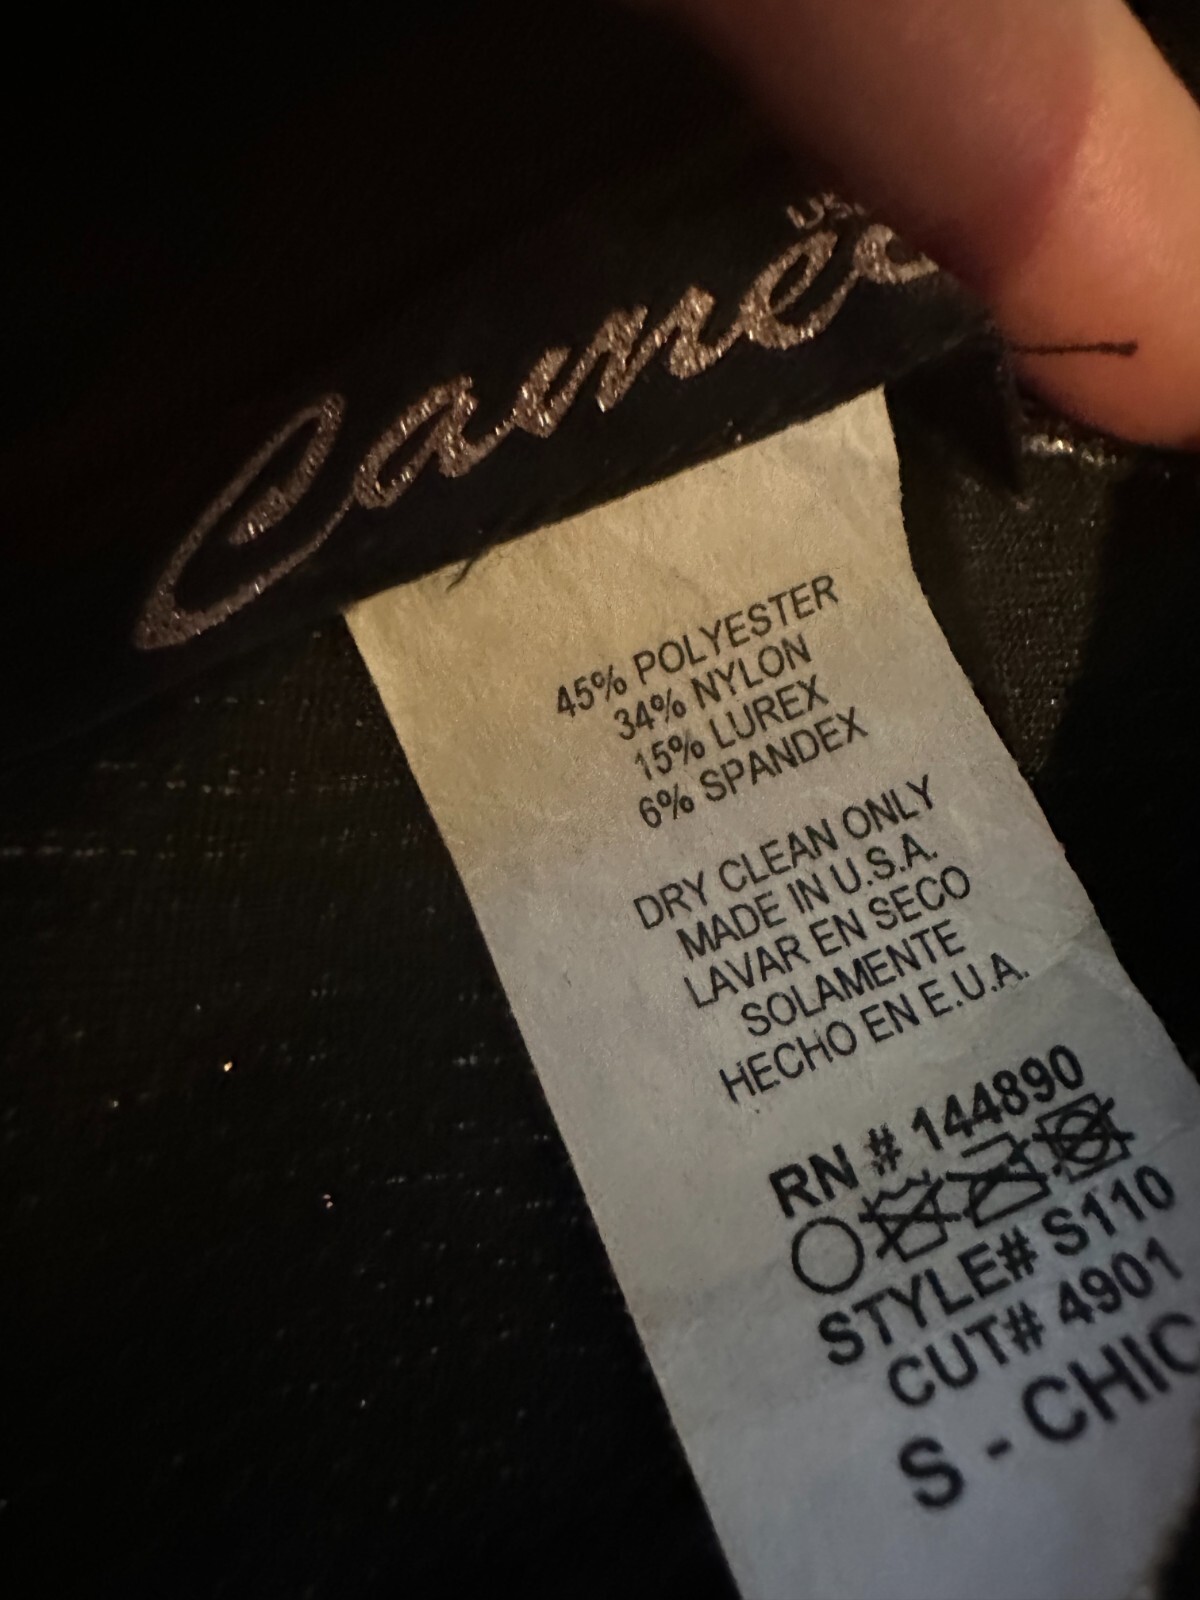 Cameo
45% POLYESTER
34% NYLON
15% LUREX
6% SPANDEX
DRY CLEAN ONLY
MADE IN U.S.A.
LAVAR EN SECO
SOLAMENTE
HECHO EN E.U.A.
RN # 144890
STYLE# S110
CUT# 4901
S - CHIC